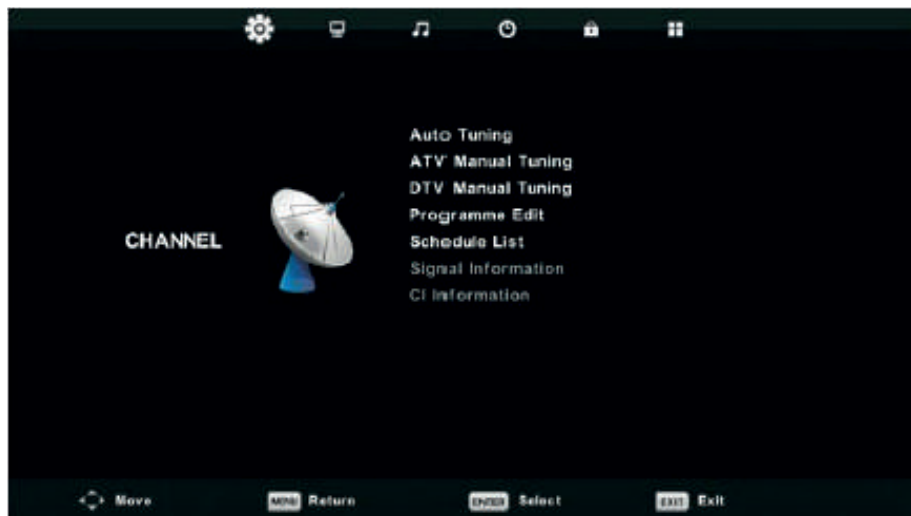 Auto Tuning
ATV Manual Tuning
DTV Manual Tuning
Programme Edit
CHANNEL
Schedule List
Signal Information
CI Information
Move
MENU Return
ENTER Select
EXIT Exit